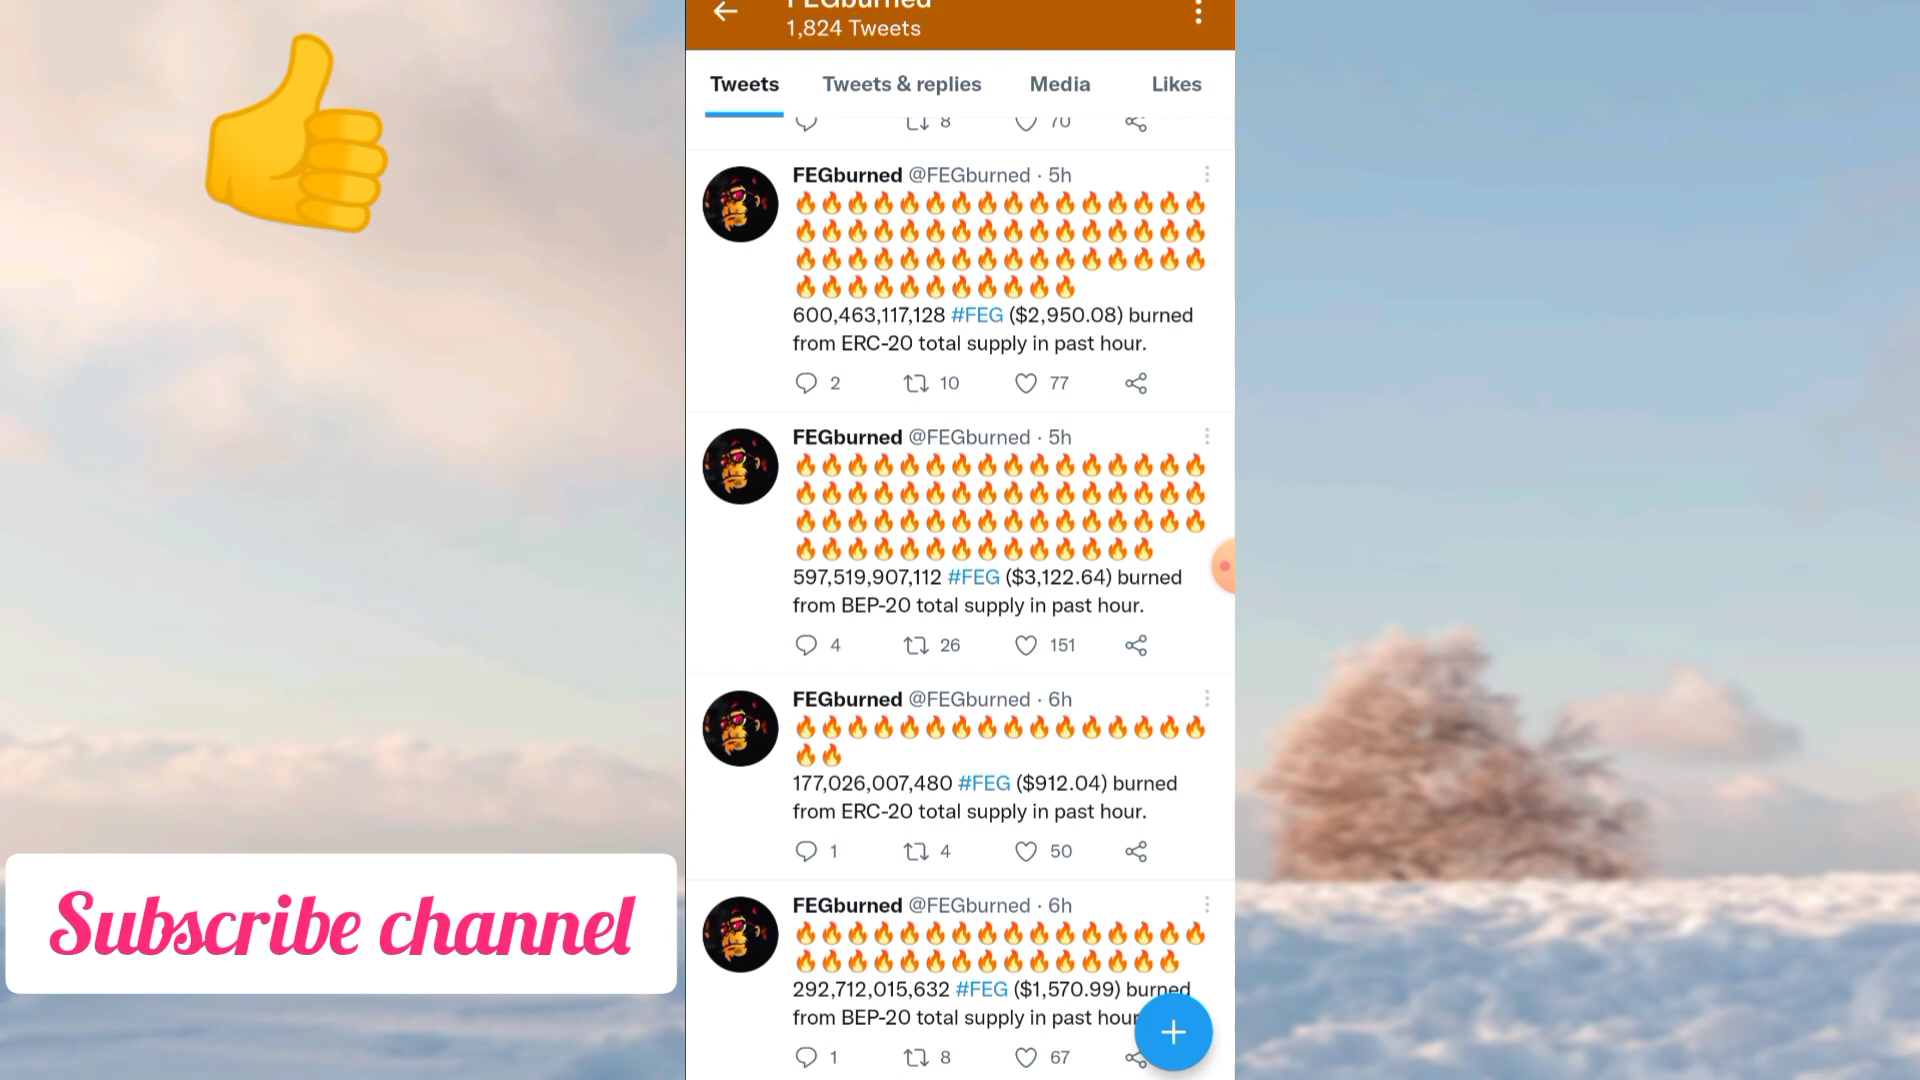 FEGburned
1,824 Tweets
Tweets Tweets & replies Media Likes
8 70
FEGburned @FEGburned · 5h
🔥🔥🔥🔥🔥🔥🔥🔥🔥🔥🔥🔥🔥🔥🔥🔥
🔥🔥🔥🔥🔥🔥🔥🔥🔥🔥🔥🔥🔥🔥🔥🔥
🔥🔥🔥🔥🔥🔥🔥🔥🔥🔥🔥🔥🔥🔥🔥🔥
🔥🔥🔥🔥🔥🔥🔥🔥🔥🔥🔥
600,463,117,128 #FEG ($2,950.08) burned
from ERC-20 total supply in past hour.
2 10 77
FEGburned @FEGburned · 5h
🔥🔥🔥🔥🔥🔥🔥🔥🔥🔥🔥🔥🔥🔥🔥🔥
🔥🔥🔥🔥🔥🔥🔥🔥🔥🔥🔥🔥🔥🔥🔥🔥
🔥🔥🔥🔥🔥🔥🔥🔥🔥🔥🔥🔥🔥🔥🔥🔥
🔥🔥🔥🔥🔥🔥🔥🔥🔥🔥🔥🔥🔥🔥
597,519,907,112 #FEG ($3,122.64) burned
from BEP-20 total supply in past hour.
4 26 151
FEGburned @FEGburned · 6h
🔥🔥🔥🔥🔥🔥🔥🔥🔥🔥🔥🔥🔥🔥🔥🔥
🔥🔥
177,026,007,480 #FEG ($912.04) burned
from ERC-20 total supply in past hour.
1 4 50
FEGburned @FEGburned · 6h
🔥🔥🔥🔥🔥🔥🔥🔥🔥🔥🔥🔥🔥🔥🔥🔥
🔥🔥🔥🔥🔥🔥🔥🔥🔥🔥🔥🔥🔥🔥🔥
292,712,015,632 #FEG ($1,570.99) burned
from BEP-20 total supply in past hour
1 8 67
Subscribe channel